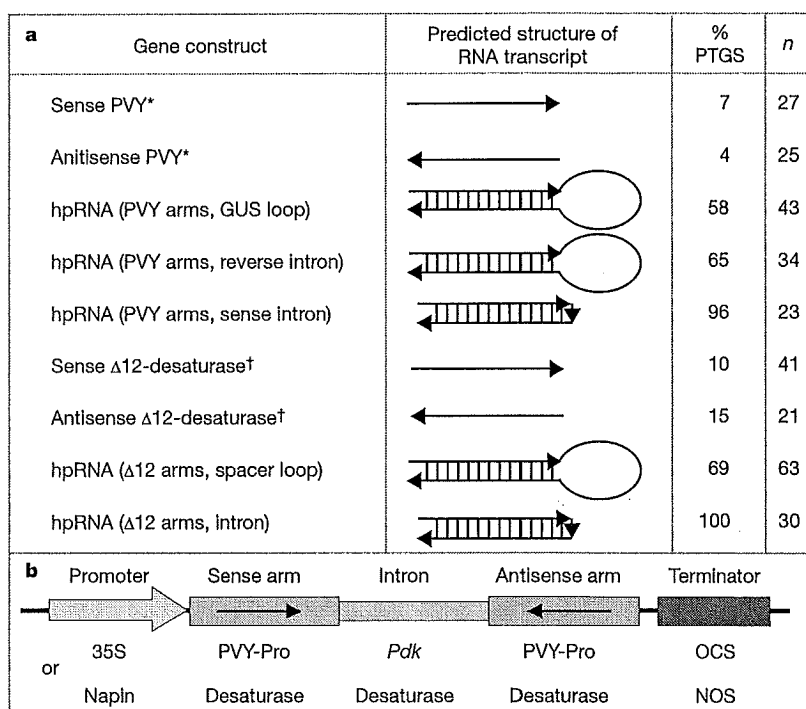 a
Gene construct Predicted structure of RNA transcript % PTGS n
Sense PVY* 7 27
Anitisense PVY* 4 25
hpRNA (PVY arms, GUS loop) 58 43
hpRNA (PVY arms, reverse intron) 65 34
hpRNA (PVY arms, sense intron) 96 23
Sense Δ12-desaturase† 10 41
Antisense Δ12-desaturase† 15 21
hpRNA (Δ12 arms, spacer loop) 69 63
hpRNA (Δ12 arms, intron) 100 30
b
Promoter Sense arm Intron Antisense arm Terminator
35S PVY-Pro Pdk PVY-Pro OCS
or
Napin Desaturase Desaturase Desaturase NOS